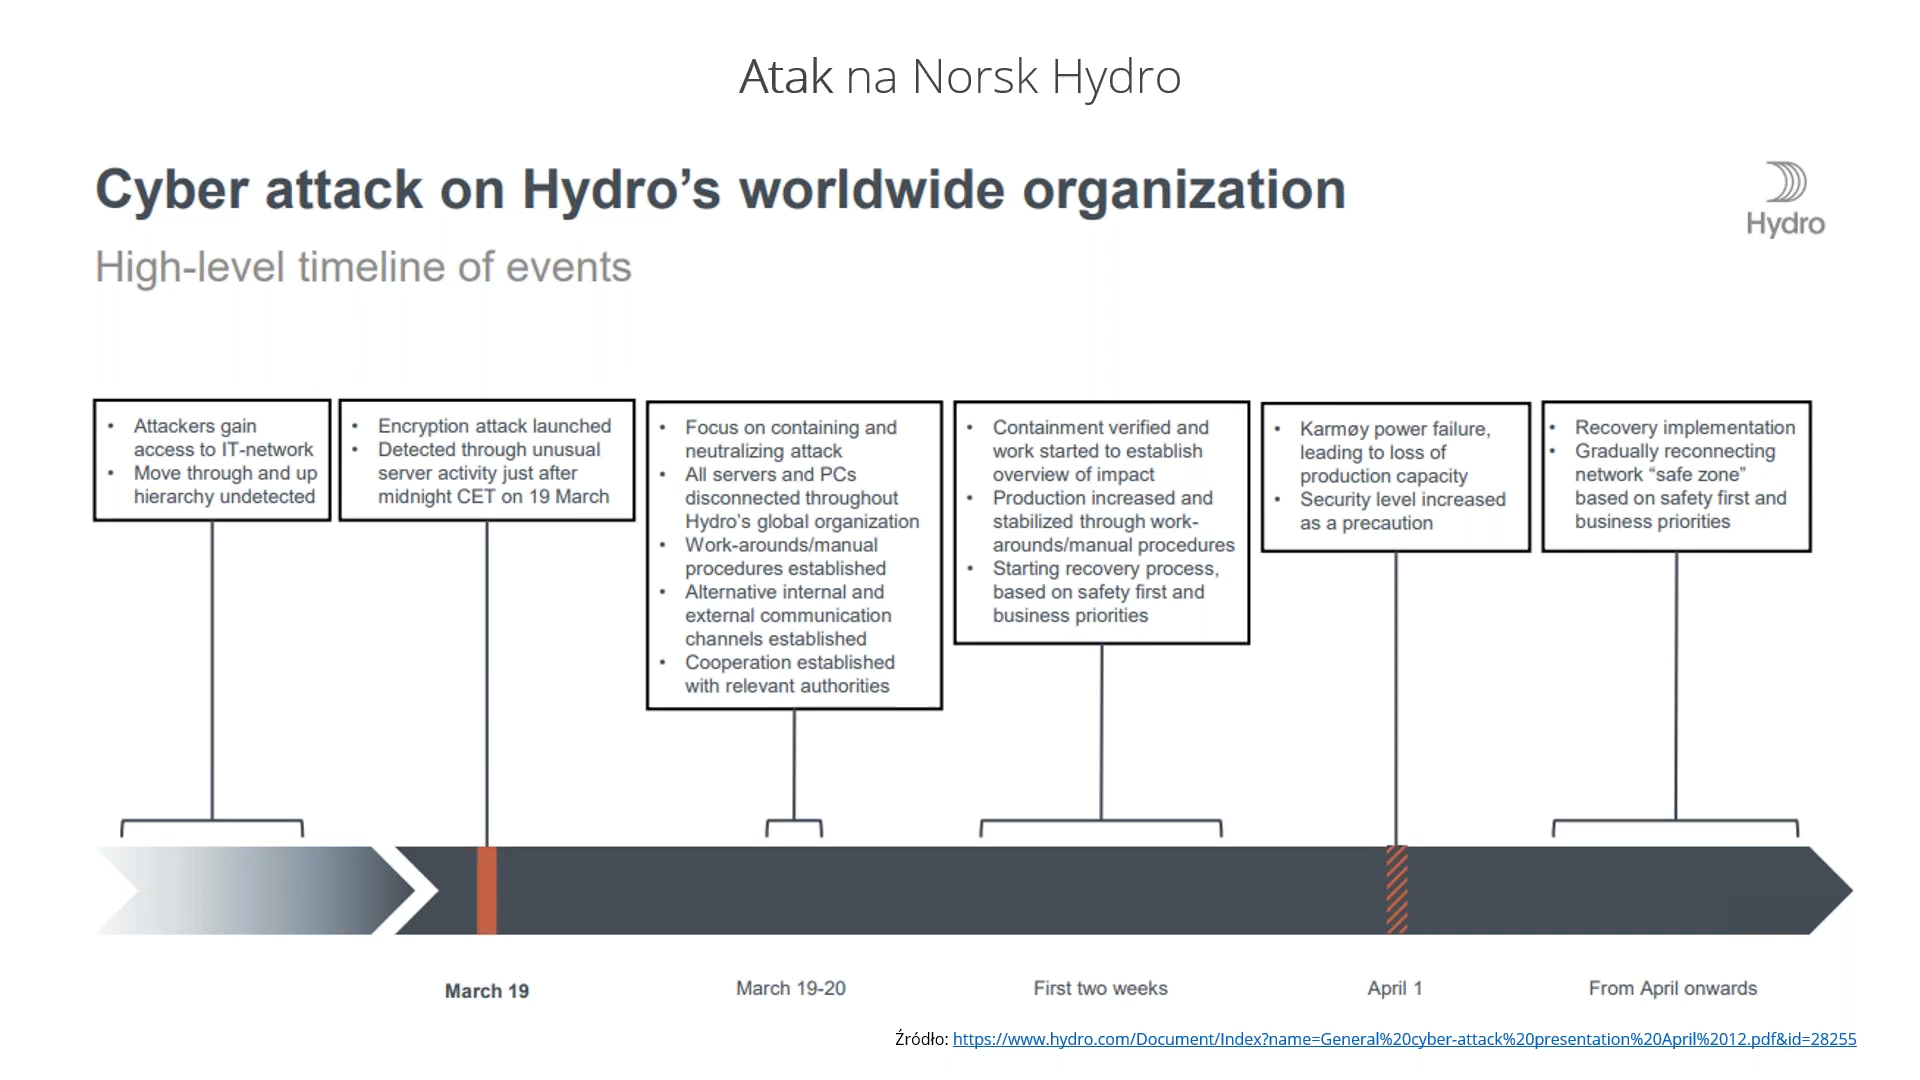 Atak na Norsk Hydro
Cyber attack on Hydro’s worldwide organization
Hydro
High-level timeline of events
• Attackers gain
access to IT-network
• Move through and up
hierarchy undetected
• Encryption attack launched
• Detected through unusual
server activity just after
midnight CET on 19 March
• Focus on containing and
neutralizing attack
• All servers and PCs
disconnected throughout
Hydro’s global organization
• Work-arounds/manual
procedures established
• Alternative internal and
external communication
channels established
• Cooperation established
with relevant authorities
• Containment verified and
work started to establish
overview of impact
• Production increased and
stabilized through work-
arounds/manual procedures
• Starting recovery process,
based on safety first and
business priorities
• Karmøy power failure,
leading to loss of
production capacity
• Security level increased
as a precaution
• Recovery implementation
• Gradually reconnecting
network “safe zone”
based on safety first and
business priorities
March 19
March 19-20
First two weeks
April 1
From April onwards
Źródło: https://www.hydro.com/Document/Index?name=General%20cyber-attack%20presentation%20April%2012.pdf&id=28255